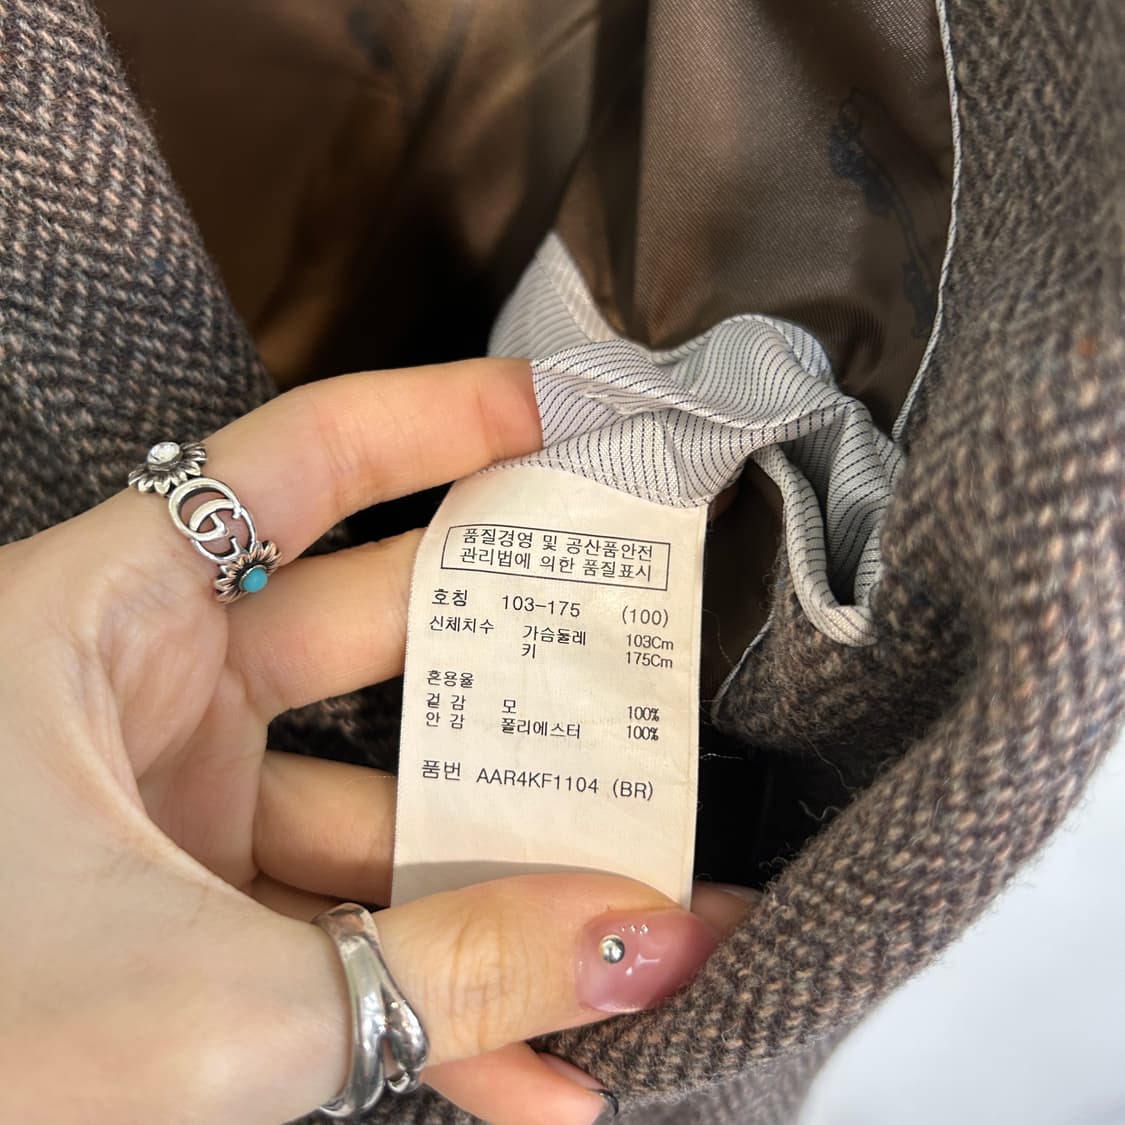 품질경영 및 공산품안전
관리법에 의한 품질표시
호칭 103-175 (100)
신체치수 가슴둘레 103Cm
키 175Cm
혼용율
겉감 모 100%
안감 폴리에스터 100%
품번 AAR4KF1104 (BR)